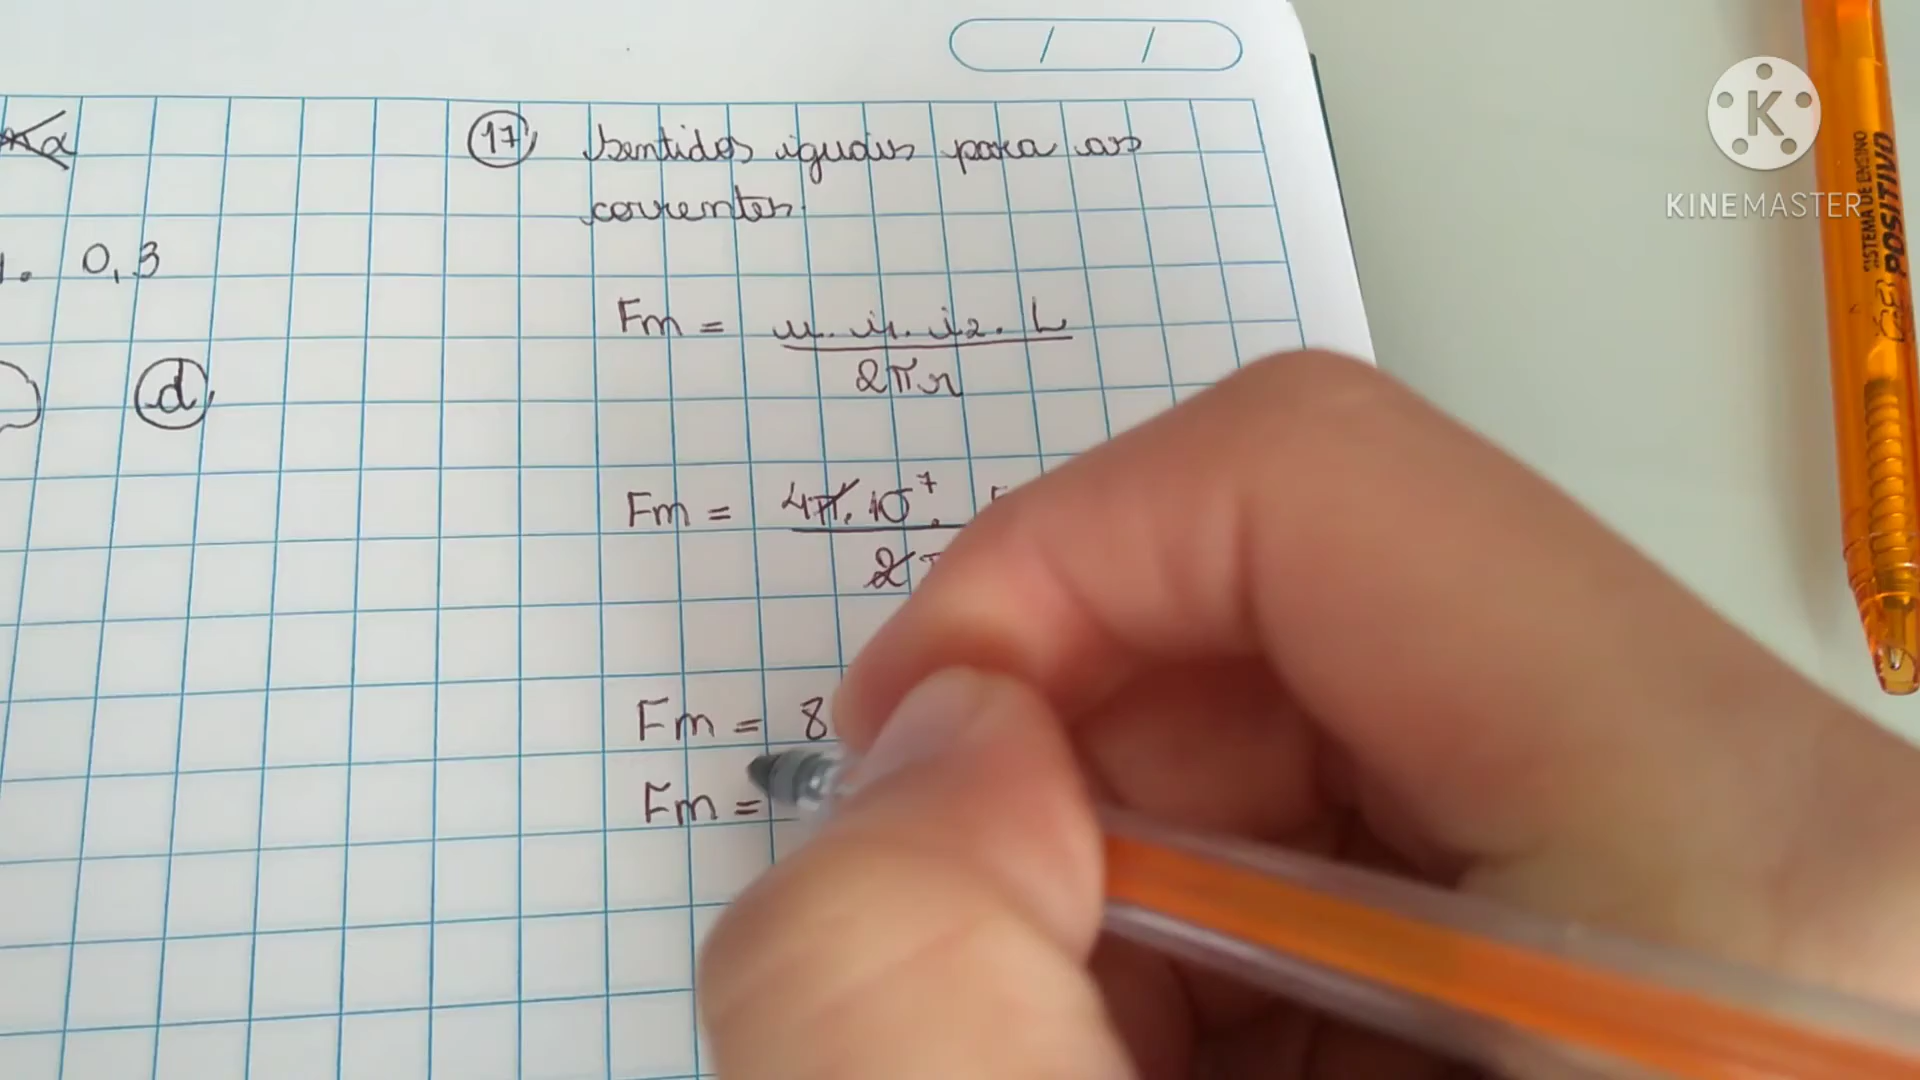 17) Sentidos iguais para as
correntes.
. 0,3
Fm = u. i1. i2. L
2πr
d
Fm = 4π. 10⁷.
2π
Fm = 8
Fm =
K
KINEMASTER
SISTEMA DE ENSINO
POSITIVO